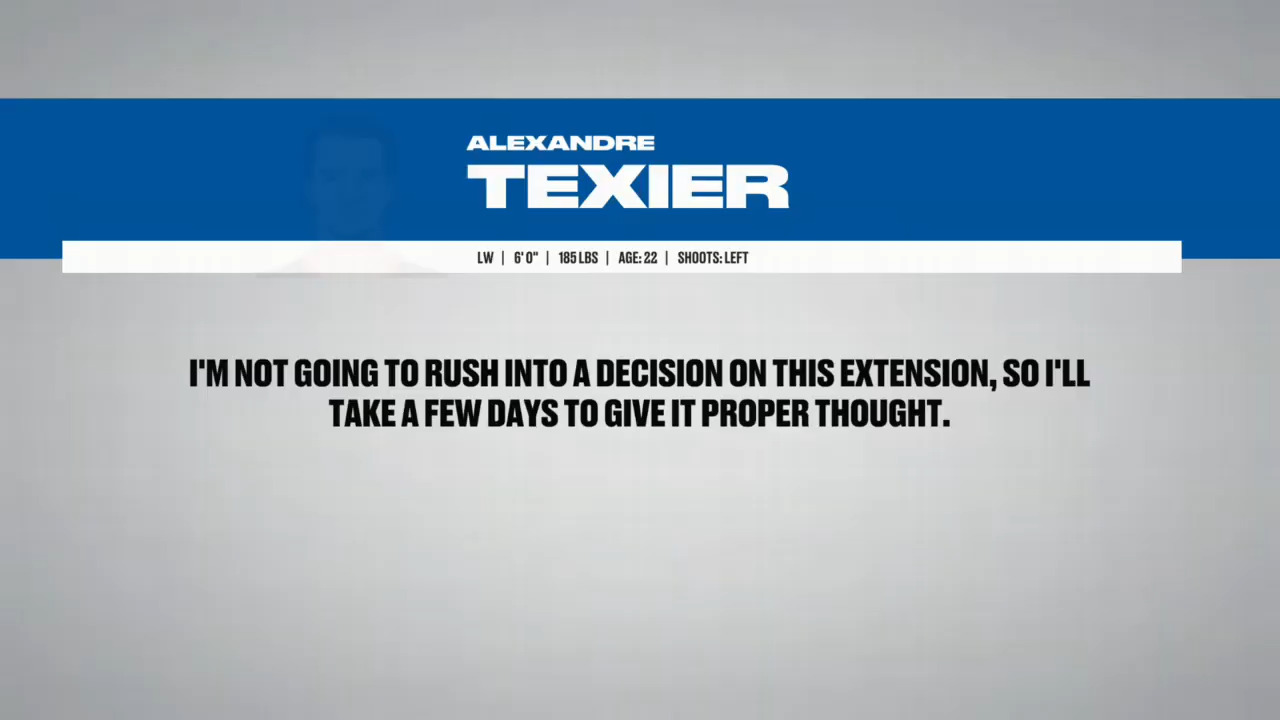 ALEXANDRE
TEXIER
LW | 6' 0" | 185 LBS | AGE: 22 | SHOOTS: LEFT
I'M NOT GOING TO RUSH INTO A DECISION ON THIS EXTENSION, SO I'LL
TAKE A FEW DAYS TO GIVE IT PROPER THOUGHT.